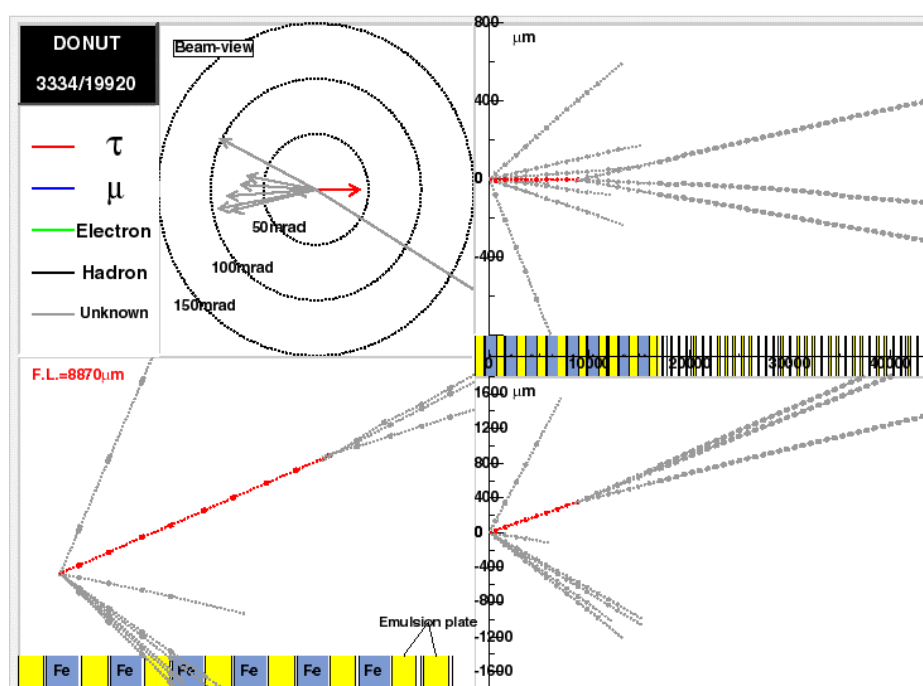 DONUT
3334/19920
τ
μ
Electron
Hadron
Unknown
Beam-view
50mrad
100mrad
150mrad
800
μm
400
0
-400
0
10000
20000
30000
40000
F.L.=8870μm
Emulsion plate
Fe
Fe
Fe
Fe
Fe
Fe
1600
μm
1200
800
400
0
-400
-800
-1200
-1600